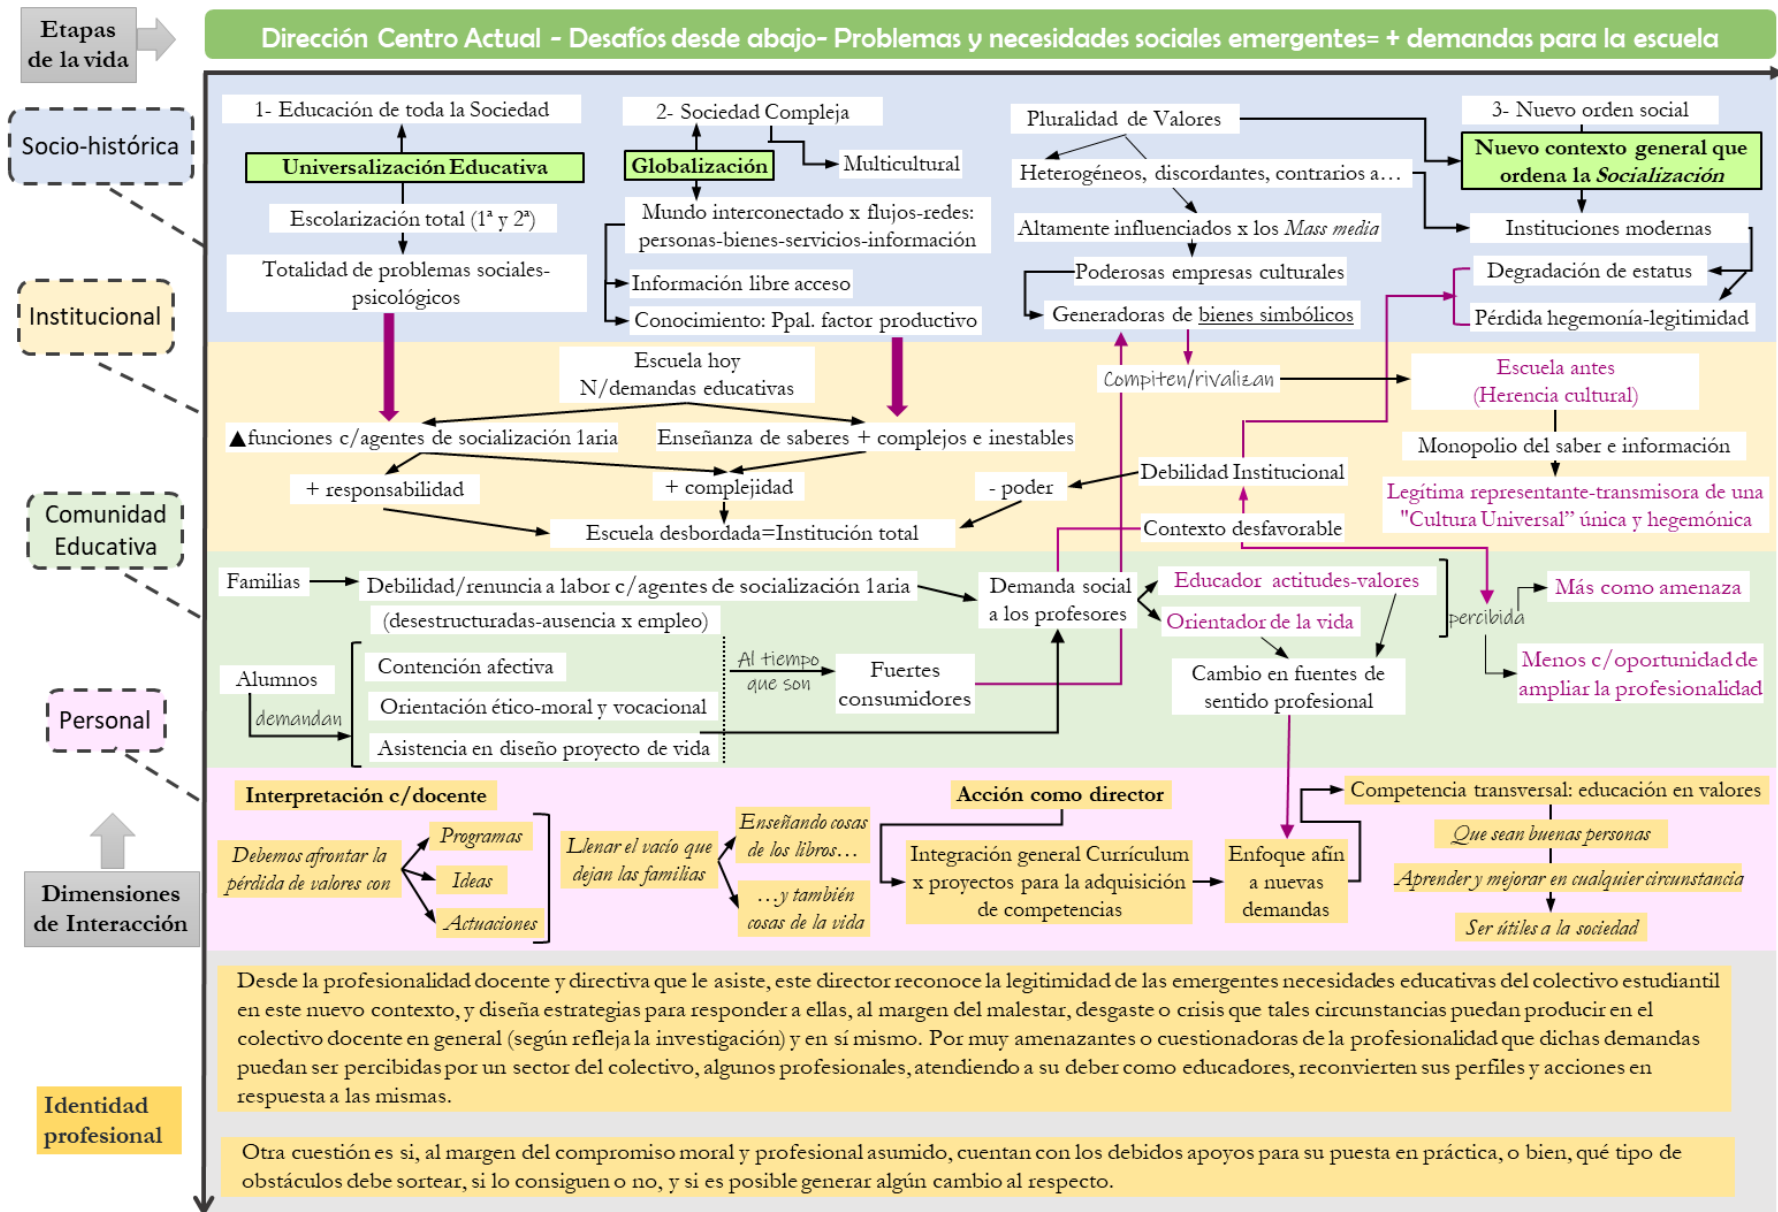 Etapas
de la vida
Dirección Centro Actual - Desafíos desde abajo- Problemas y necesidades sociales emergentes= + demandas para la escuela
Socio-histórica
1- Educación de toda la Sociedad
Universalización Educativa
Escolarización total (1ª y 2ª)
Totalidad de problemas sociales-
psicológicos
2- Sociedad Compleja
Globalización
Multicultural
Mundo interconectado x flujos-redes:
personas-bienes-servicios-información
Información libre acceso
Conocimiento: Ppal. factor productivo
Pluralidad de Valores
Heterogéneos, discordantes, contrarios a…
Altamente influenciados x los Mass media
Poderosas empresas culturales
Generadoras de bienes simbólicos
3- Nuevo orden social
Nuevo contexto general que
ordena la Socialización
Instituciones modernas
Degradación de estatus
Pérdida hegemonía-legitimidad
Institucional
Escuela hoy
N/demandas educativas
▲funciones c/agentes de socialización 1aria
Enseñanza de saberes + complejos e inestables
+ responsabilidad
+ complejidad
- poder
Escuela desbordada=Institución total
Compiten/rivalizan
Escuela antes
(Herencia cultural)
Monopolio del saber e información
Legítima representante-transmisora de una
"Cultura Universal” única y hegemónica
Debilidad Institucional
Contexto desfavorable
Comunidad
Educativa
Familias
Debilidad/renuncia a labor c/agentes de socialización 1aria
(desestructuradas-ausencia x empleo)
Demanda social
a los profesores
Educador actitudes-valores
Orientador de la vida
percibida
Más como amenaza
Menos c/oportunidad de
ampliar la profesionalidad
Alumnos
demandan
Contención afectiva
Orientación ético-moral y vocacional
Asistencia en diseño proyecto de vida
Al tiempo
que son
Fuertes
consumidores
Cambio en fuentes de
sentido profesional
Personal
Interpretación c/docente
Debemos afrontar la
pérdida de valores con
Programas
Ideas
Actuaciones
Llenar el vacío que
dejan las familias
Enseñando cosas
de los libros…
…y también
cosas de la vida
Acción como director
Integración general Currículum
x proyectos para la adquisición
de competencias
Enfoque afín
a nuevas
demandas
Competencia transversal: educación en valores
Que sean buenas personas
Aprender y mejorar en cualquier circunstancia
Ser útiles a la sociedad
Dimensiones
de Interacción
Identidad
profesional
Desde la profesionalidad docente y directiva que le asiste, este director reconoce la legitimidad de las emergentes necesidades educativas del colectivo estudiantil
en este nuevo contexto, y diseña estrategias para responder a ellas, al margen del malestar, desgaste o crisis que tales circunstancias puedan producir en el
colectivo docente en general (según refleja la investigación) y en sí mismo. Por muy amenazantes o cuestionadoras de la profesionalidad que dichas demandas
puedan ser percibidas por un sector del colectivo, algunos profesionales, atendiendo a su deber como educadores, reconvierten sus perfiles y acciones en
respuesta a las mismas.
Otra cuestión es si, al margen del compromiso moral y profesional asumido, cuentan con los debidos apoyos para su puesta en práctica, o bien, qué tipo de
obstáculos debe sortear, si lo consiguen o no, y si es posible generar algún cambio al respecto.